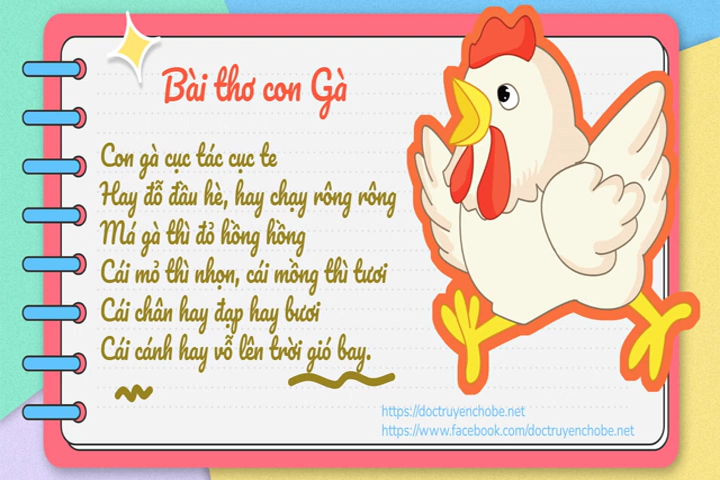 Bài thơ con Gà
Con gà cục tác cục te
Hay đỗ đầu hè, hay chạy rông rông
Má gà thì đỏ hồng hồng
Cái mỏ thì nhọn, cái mồng thì tươi
Cái chân hay đạp hay bươi
Cái cánh hay vỗ lên trời gió bay.
https://doctruyenchobe.net
https://www.facebook.com/doctruyenchobe.net